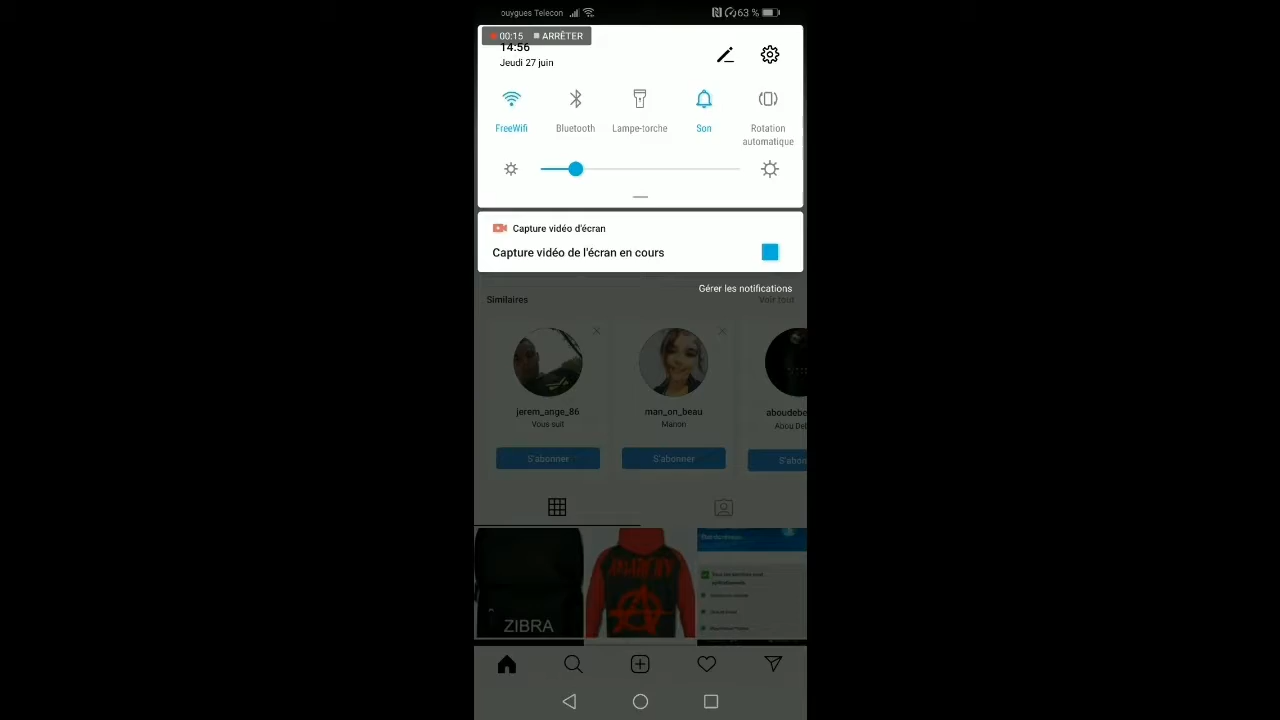 ouygues Telecom
63 %
00:15 ARRÊTER
14:56
Jeudi 27 juin
FreeWifi
Bluetooth
Lampe-torche
Son
Rotation
automatique
Capture vidéo d'écran
Capture vidéo de l'écran en cours
Gérer les notifications
Similaires
Voir tout
jerem_ange_86
Vous suit
S'abonner
man_on_beau
Manon
S'abonner
aboudebe
Abou Deb
S'abon
ZIBRA
ANARCHY